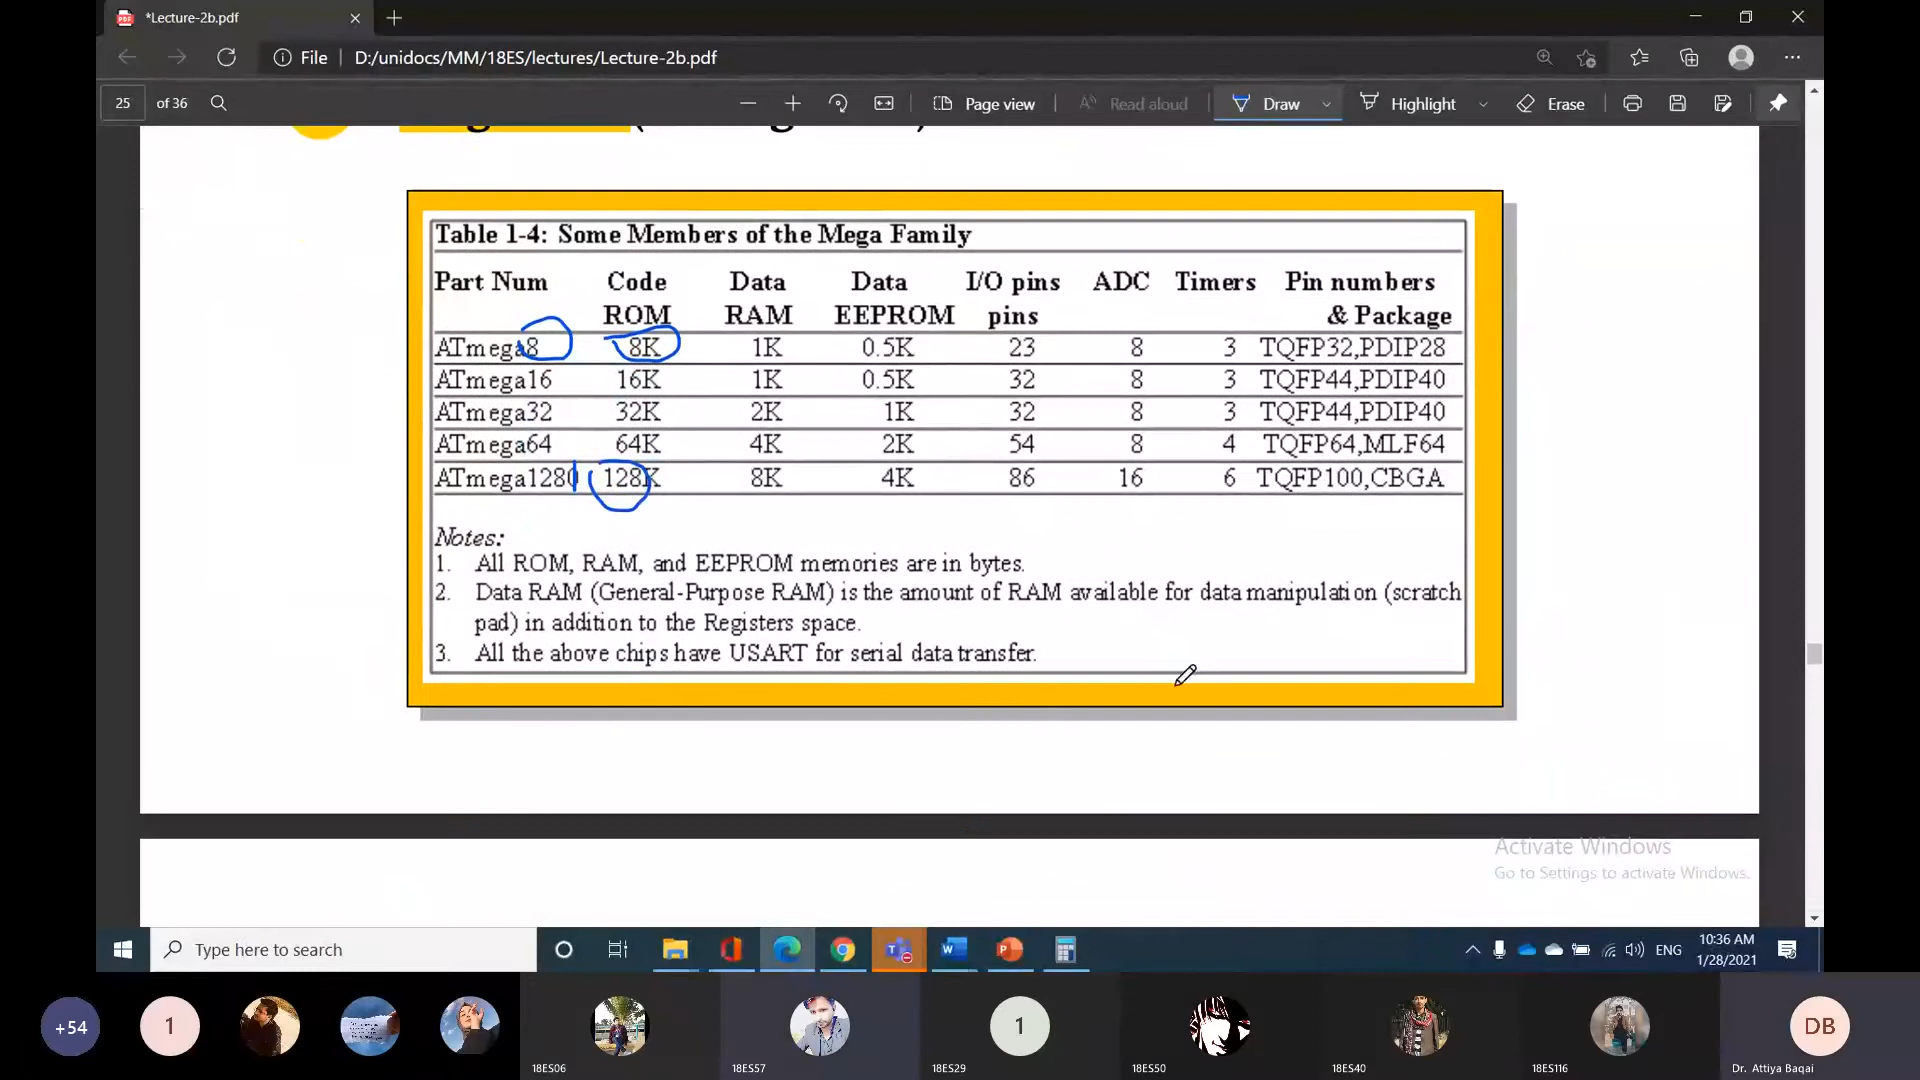 *Lecture-2b.pdf
File D:/unidocs/MM/18ES/lectures/Lecture-2b.pdf
25 of 36 Page view Read aloud Draw Highlight Erase
Table 1-4: Some Members of the Mega Family
Part Num Code Data Data I/O pins ADC Timers Pin numbers
ROM RAM EEPROM pins & Package
ATmega8 8K 1K 0.5K 23 8 3 TQFP32,PDIP28
ATmega16 16K 1K 0.5K 32 8 3 TQFP44,PDIP40
ATmega32 32K 2K 1K 32 8 3 TQFP44,PDIP40
ATmega64 64K 4K 2K 54 8 4 TQFP64,MLF64
ATmega1280 128K 8K 4K 86 16 6 TQFP100,CBGA
Notes:
1. All ROM, RAM, and EEPROM memories are in bytes.
2. Data RAM (General-Purpose RAM) is the amount of RAM available for data manipulation (scratch
pad) in addition to the Registers space.
3. All the above chips have USART for serial data transfer.
Activate Windows
Go to Settings to activate Windows.
Type here to search
ENG
10:36 AM
1/28/2021
+54 1 1 DB
18ES06 18ES57 18ES29 18ES50 18ES40 18ES116 Dr. Attiya Baqai